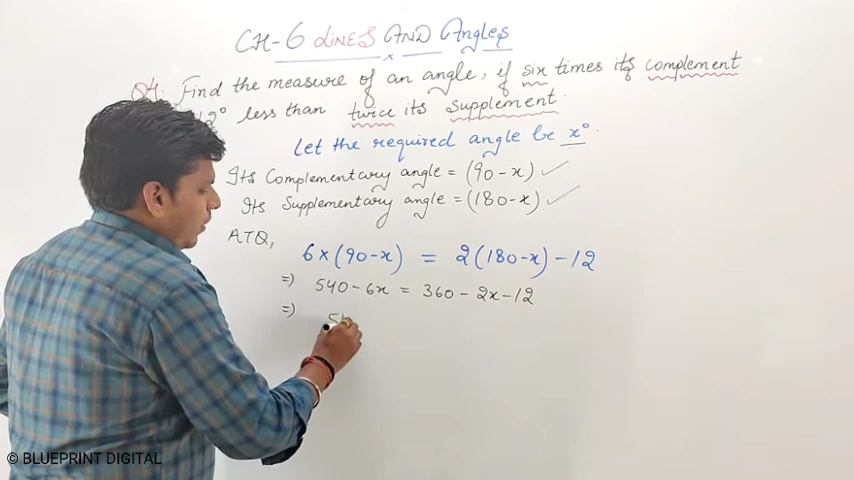 CH-6 LINES AND Angles
Q4. Find the measure of an angle, if six times its complement
12° less than twice its supplement.
Let the required angle be x°.
Its Complementary angle = (90-x) ✓
Its Supplementary angle = (180-x). ✓
ATQ,
6×(90-x) = 2(180-x)-12
=) 540-6x = 360-2x-12
=) 54
© BLUEPRINT DIGITAL